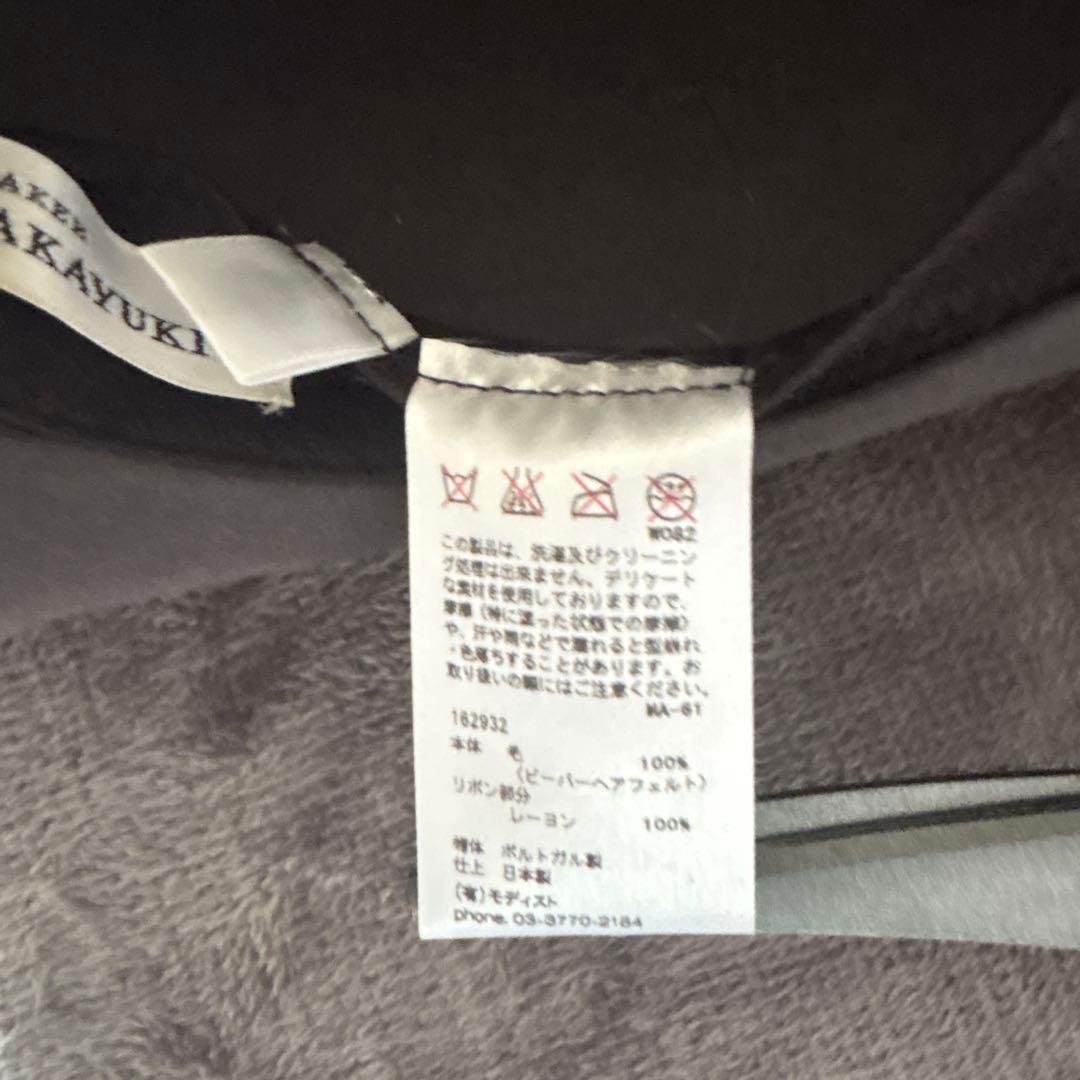 AKER
AKAYUKI
W082
この製品は、洗濯及びクリーニン
グ処理は出来ません。デリケート
な素材を使用しておりますので、
摩擦（特に湿った状態での摩擦）
や、汗や雨などで濡れると型崩れ
・色落ちすることがあります。お
取り扱いの際にはご注意ください。
MA-61
162932
本体 毛 100%
（ビーバーヘアフェルト）
リボン部分
レーヨン 100%
帽体 ポルトガル製
仕上 日本製
(有)モディスト
phone. 03-3770-2184